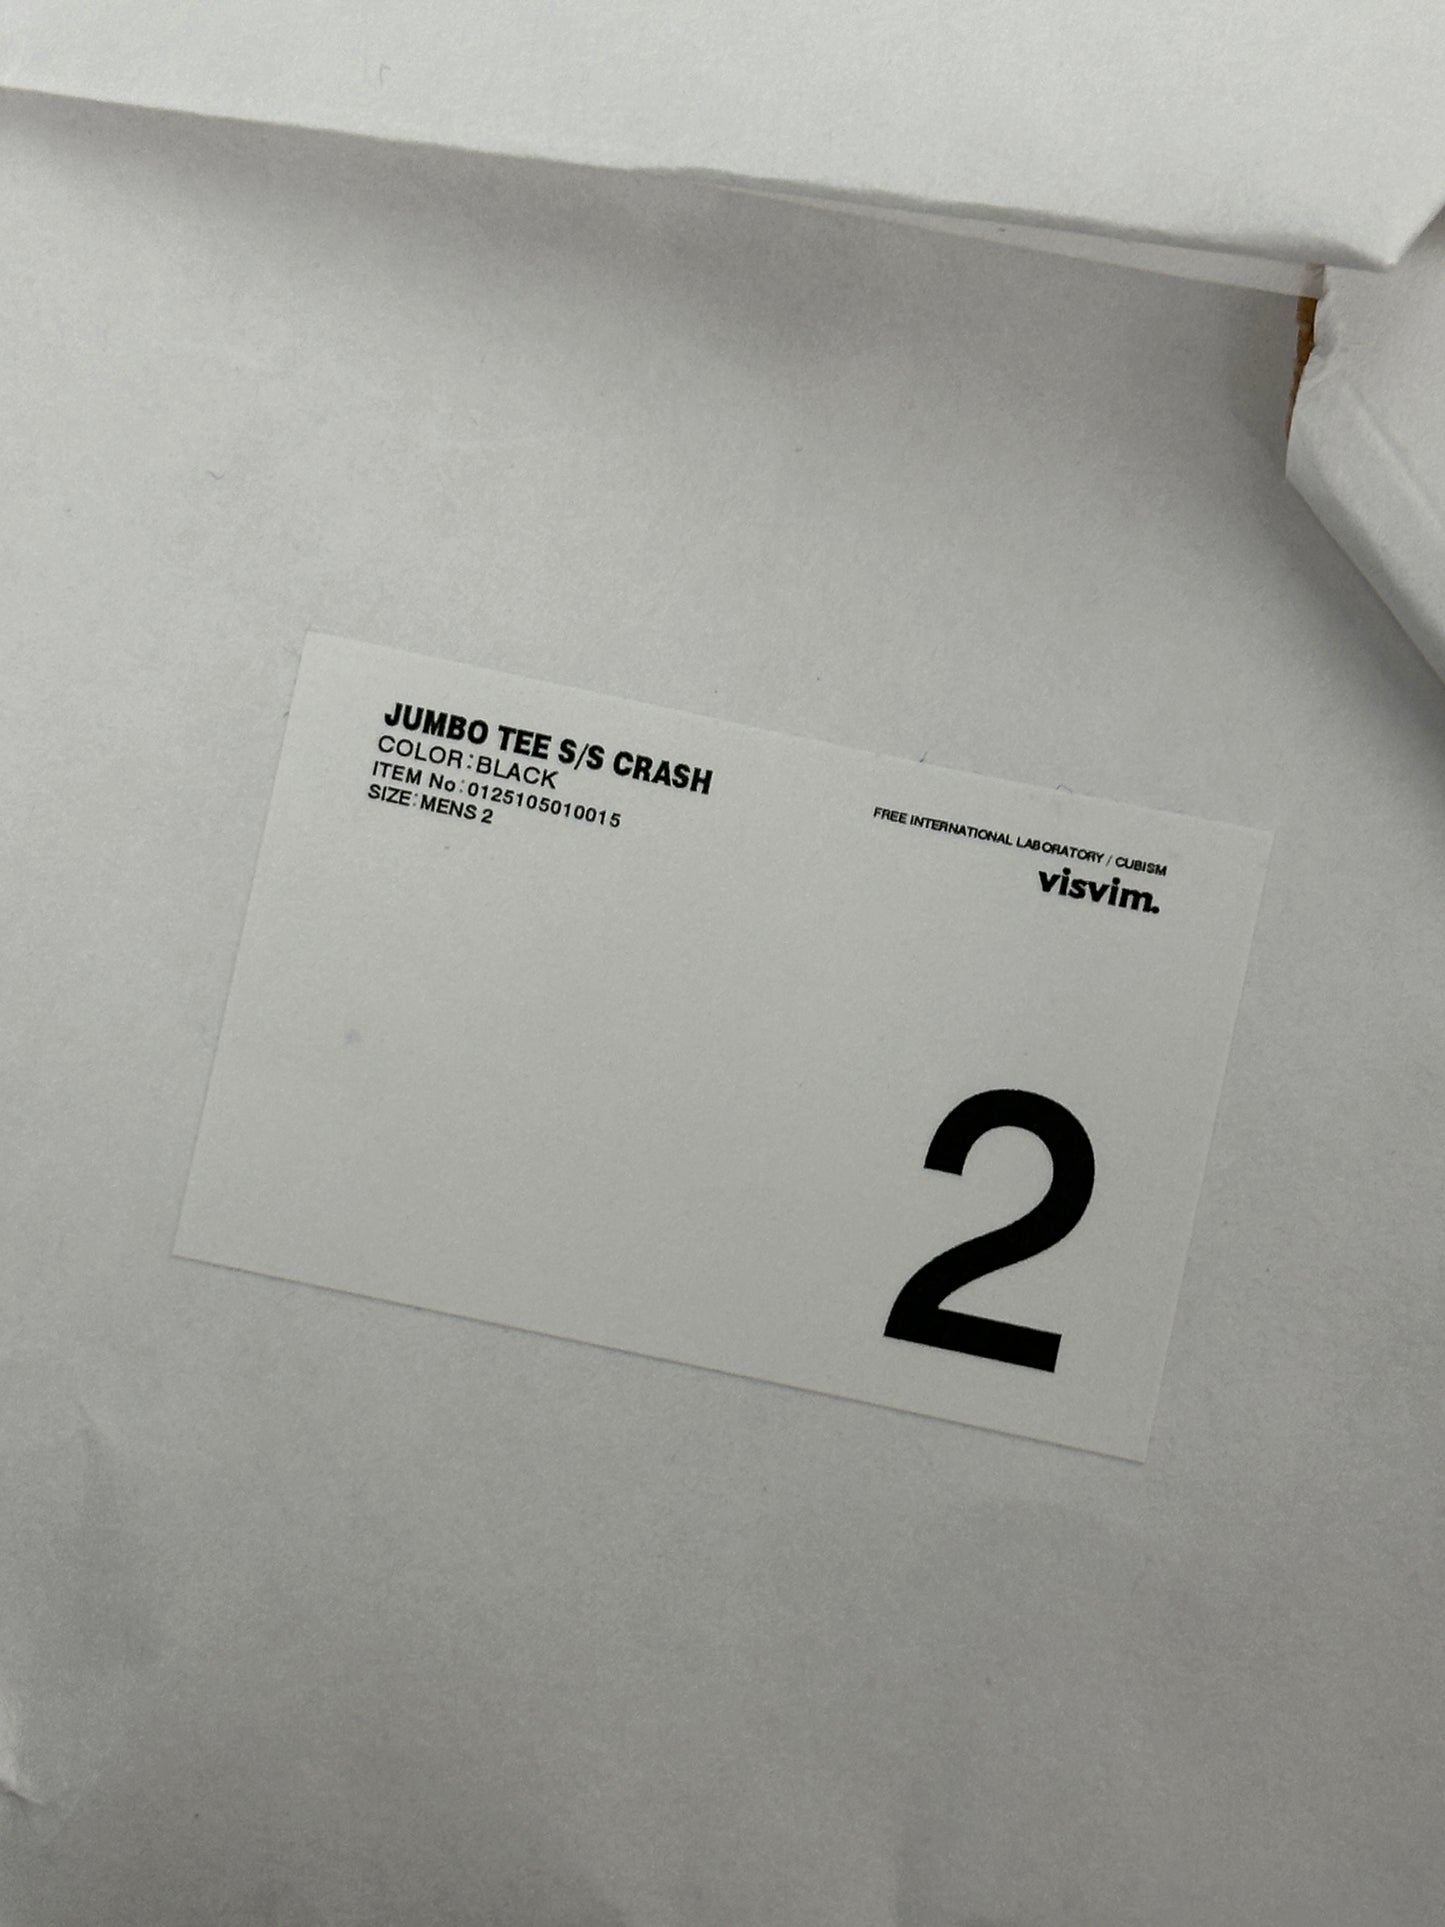 JUMBO TEE S/S CRASH
COLOR:BLACK
ITEM No:0125105010015
SIZE:MENS 2
FREE INTERNATIONAL LABORATORY / CUBISM
visvim.
2